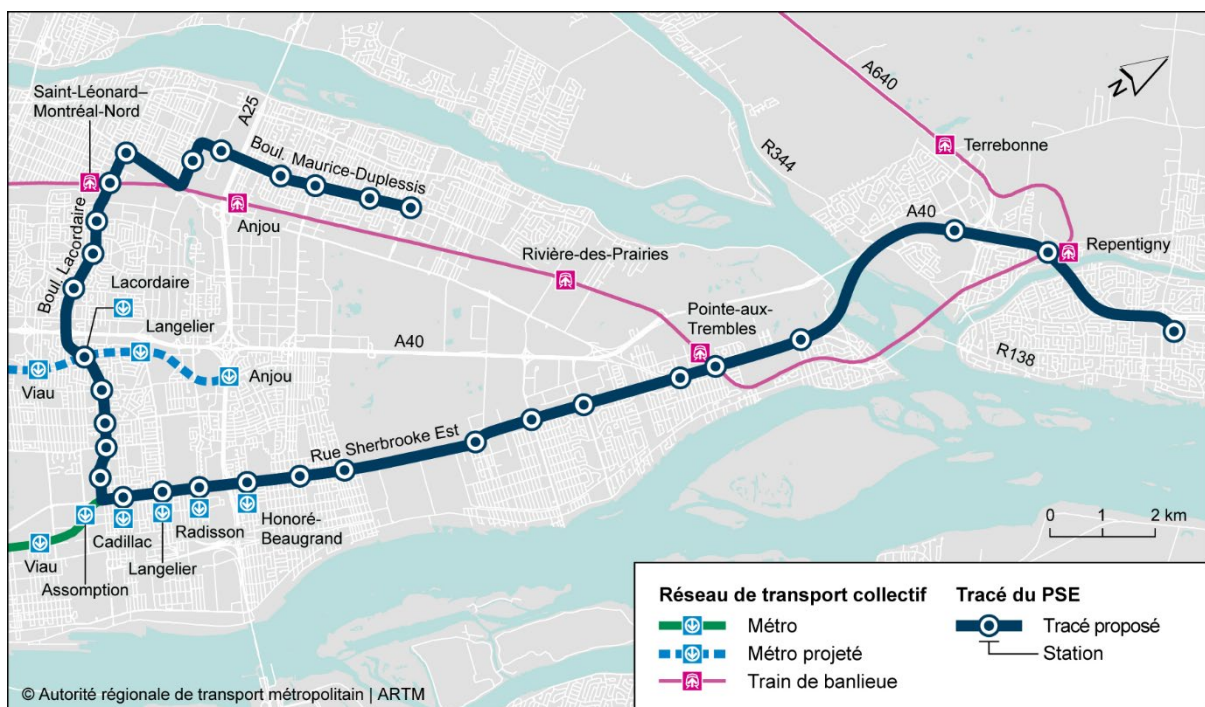 Saint-Léonard–
Montréal-Nord
A25
Boul. Maurice-Duplessis
A640
N
R344
Terrebonne
Anjou
Boul. Lacordaire
A40
Repentigny
Rivière-des-Prairies
Lacordaire
Langelier
Pointe-aux-
Trembles
A40
R138
Viau
Anjou
Rue Sherbrooke Est
Honoré-
Beaugrand
Radisson
Cadillac
Langelier
Viau
Assomption
0 1 2 km
Réseau de transport collectif
Métro
Métro projeté
Train de banlieue
Tracé du PSE
Tracé proposé
Station
© Autorité régionale de transport métropolitain | ARTM